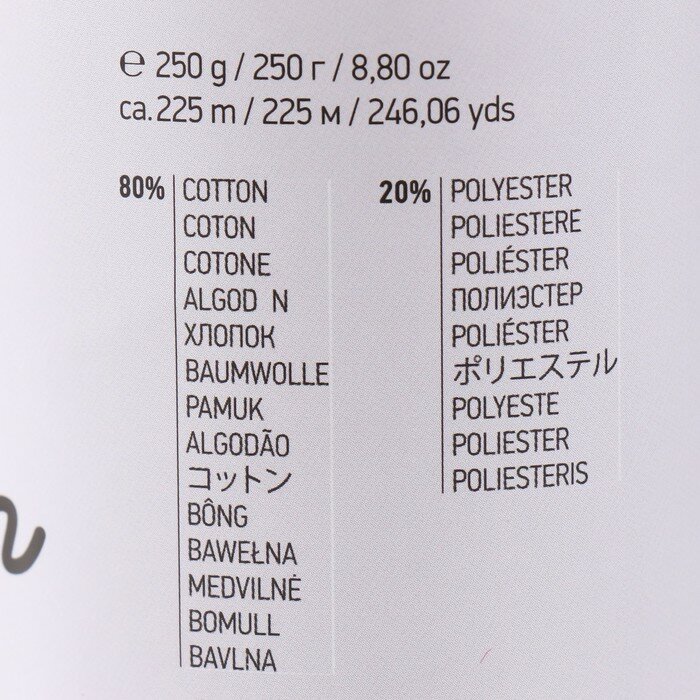 ℮ 250 g / 250 г / 8,80 oz
ca. 225 m / 225 м / 246,06 yds
80%
COTTON
COTON
COTONE
ALGOD N
ХЛОПОК
BAUMWOLLE
PAMUK
ALGODÃO
コットン
BÔNG
BAWEŁNA
MEDVILNĖ
BOMULL
BAVLNA
20%
POLYESTER
POLIESTERE
POLIÉSTER
ПОЛИЭСТЕР
POLIÉSTER
ポリエステル
POLYESTE
POLIESTER
POLIESTERIS